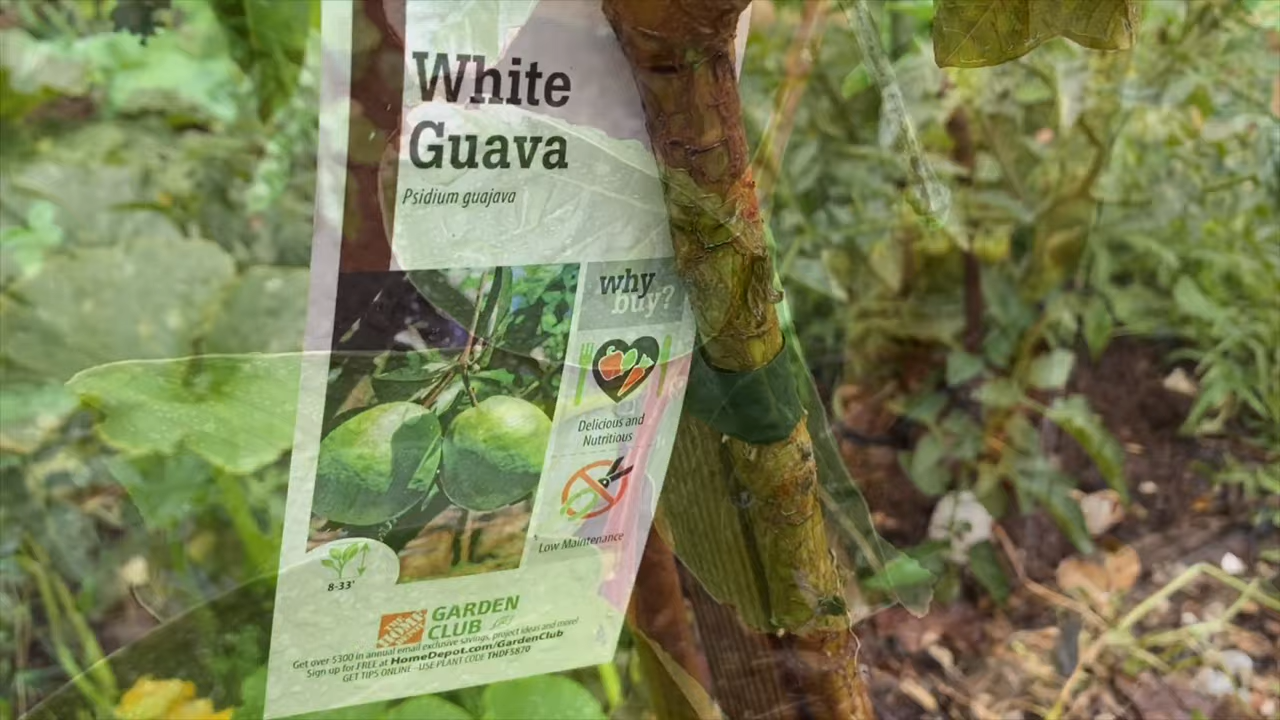 White
Guava
Psidium guajava
why
buy?
Delicious and
Nutritious
Low Maintenance
8-33'
THE HOME DEPOT
GARDEN
CLUB
Get over $300 in annual email exclusive savings, project ideas and more!
Sign up for FREE at HomeDepot.com/GardenClub
GET TIPS ONLINE - USE PLANT CODE THDF5870